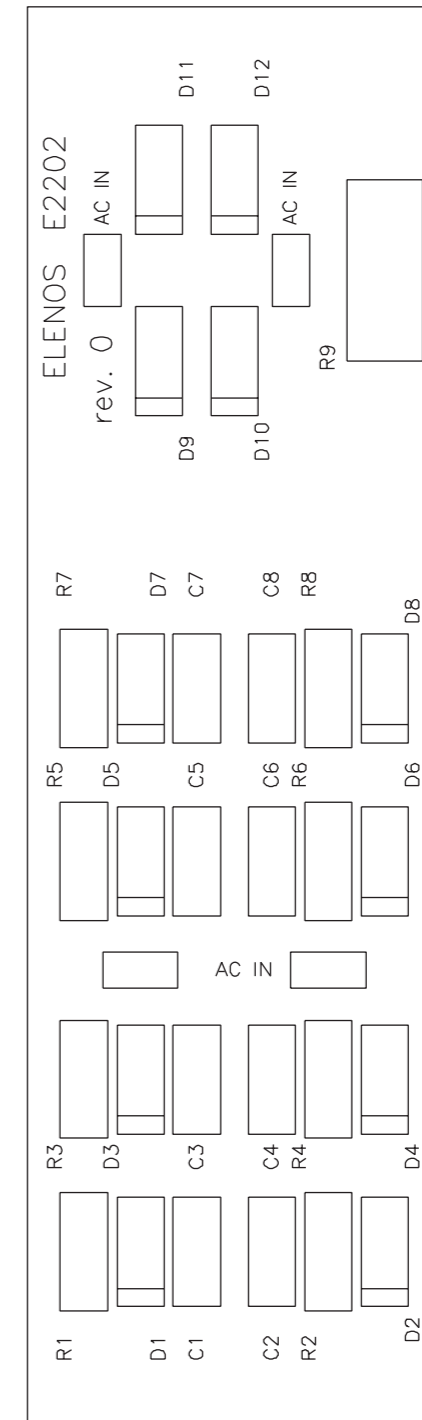 ELENOS E2202
rev. 0
AC IN
AC IN
D11
D12
D9
D10
R9
R7
D7
C7
C8
R8
D8
R5
D5
C5
C6
R6
D6
AC IN
R3
D3
C3
C4
R4
D4
R1
D1
C1
C2
R2
D2